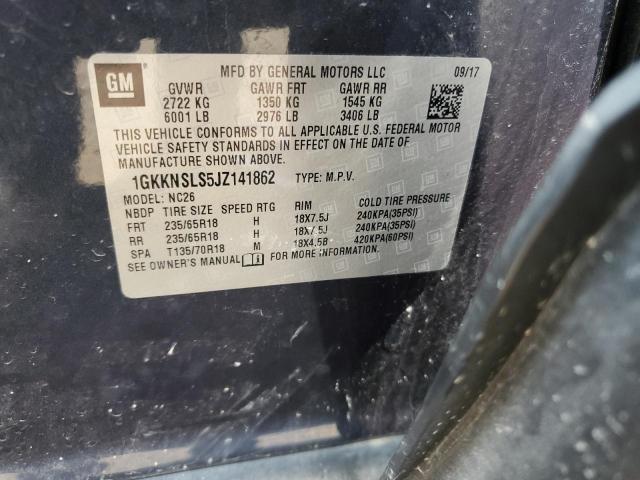 GM
MFD BY GENERAL MOTORS LLC 09/17
GVWR GAWR FRT GAWR RR
2722 KG 1350 KG 1545 KG
6001 LB 2976 LB 3406 LB
THIS VEHICLE CONFORMS TO ALL APPLICABLE U.S. FEDERAL MOTOR
VEHICLE SAFETY STANDARDS IN EFFECT ON THE DATE OF
MANUFACTURE SHOWN ABOVE.
1GKKNSLS5JZ141862 TYPE: M.P.V.
MODEL: NC26
NBDP TIRE SIZE SPEED RTG RIM COLD TIRE PRESSURE
FRT 235/65R18 H 18X7.5J 240KPA(35PSI)
RR 235/65R18 H 18X7.5J 240KPA(35PSI)
SPA T135/70R18 M 18X4.5B 420KPA(60PSI)
SEE OWNER'S MANUAL FOR MORE INFORMATION.